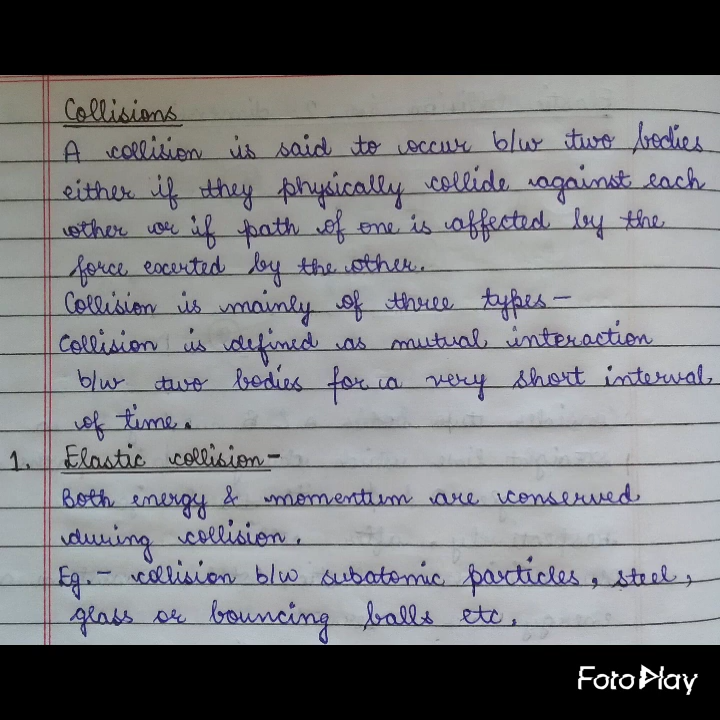 Collisions
A collision is said to occur b/w two bodies
either if they physically collide against each
other or if path of one is affected by the
force excerted by the other.
Collision is mainly of three types -
Collision is defined as mutual interaction
b/w two bodies for a very short interval
of time.
1. Elastic collision -
Both energy & momentum are conserved
during collision.
Eg. - collision b/w subatomic particles, steel,
glass or bouncing balls etc.
FotoPlay